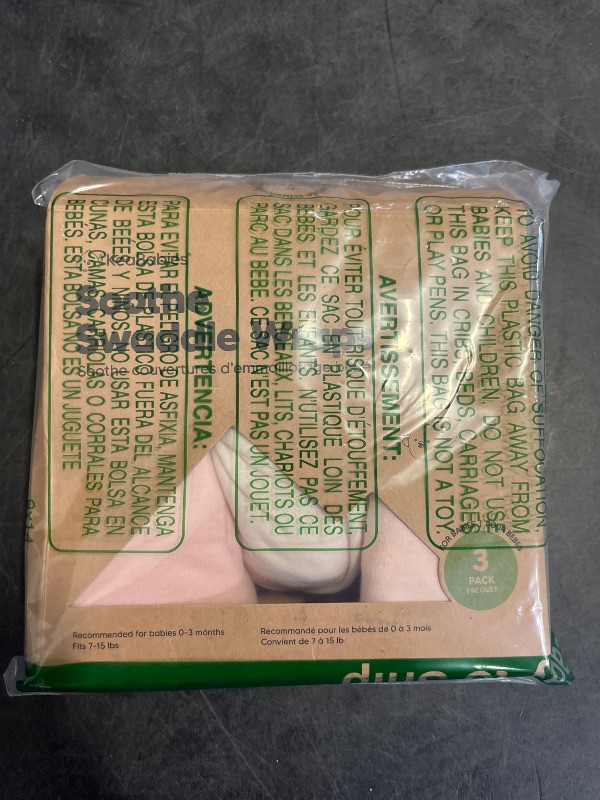 KeaBabies
Soothe
Swaddle Wraps
Soothe couvertures d'emmaillotage
PARA EVITAR EL PELIGRO DE ASFIXIA, MANTENGA
ESTA BOLSA DE PLASTICO FUERA DEL ALCANCE
DE BEBES Y NIÑOS. NO USAR ESTA BOLSA EN
CUNAS, CAMAS, CARRIOLAS O CORRALES PARA
BEBES. ESTA BOLSA NO ES UN JUGUETE
ADVERTENCIA:
POUR ÉVITER TOUT RISQUE D'ÉTOUFFEMENT,
GARDEZ CE SAC EN PLASTIQUE LOIN DES
BÉBÉS ET LES ENFANTS. N'UTILISEZ PAS CE
SAC DANS LES BERCEAUX, LITS, CHARIOTS OU
PARC AU BEBE. CE SAC N'EST PAS UN JOUET.
AVERTISSEMENT:
TO AVOID DANGER OF SUFFOCATION
KEEP THIS PLASTIC BAG AWAY FROM
BABIES AND CHILDREN. DO NOT USE
THIS BAG IN CRIBS, BEDS, CARRIAGES
OR PLAY PENS. THIS BAG IS NOT A TOY.
3
PACK
Recommended for babies 0-3 months
Fits 7-15 lbs
Recommandé pour les bébés de 0 à 3 mois
Convient de 7 à 15 lb